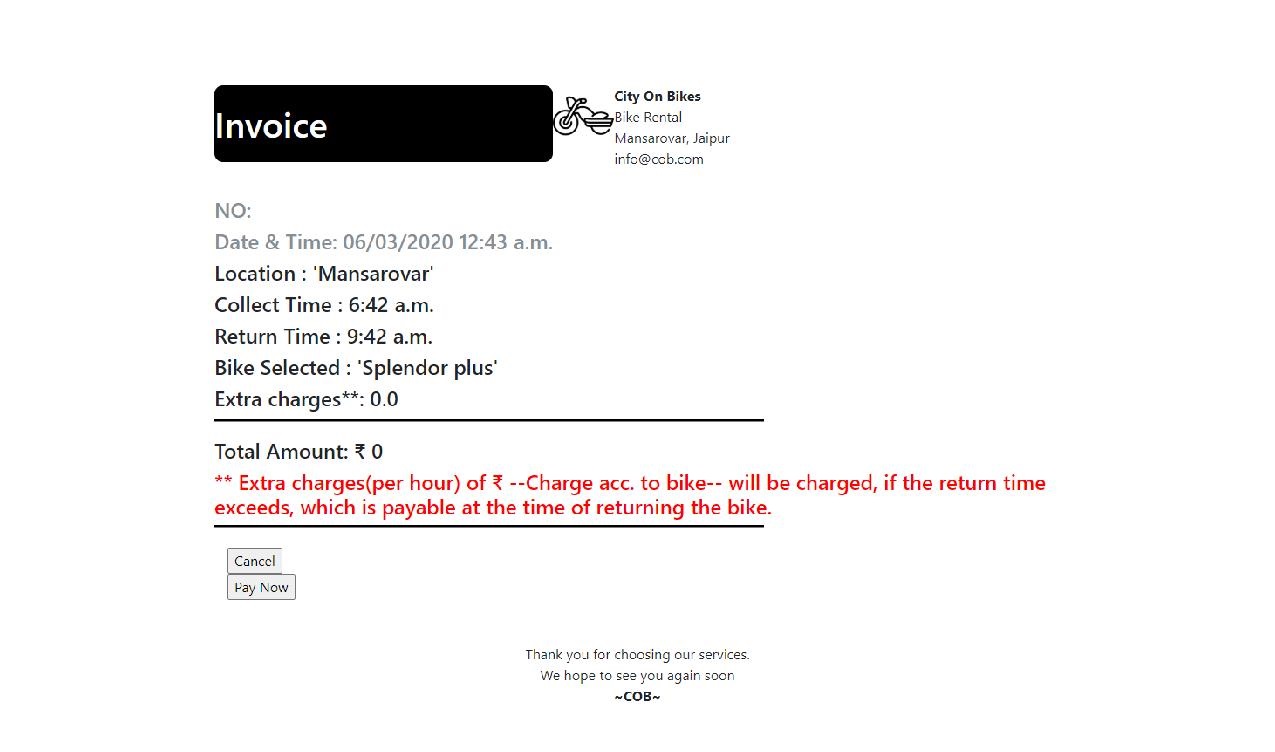 Invoice
City On Bikes
Bike Rental
Mansarovar, Jaipur
info@cob.com
NO:
Date & Time: 06/03/2020 12:43 a.m.
Location : 'Mansarovar'
Collect Time : 6:42 a.m.
Return Time : 9:42 a.m.
Bike Selected : 'Splendor plus'
Extra charges**: 0.0
Total Amount: ₹ 0
** Extra charges(per hour) of ₹ --Charge acc. to bike-- will be charged, if the return time
exceeds, which is payable at the time of returning the bike.
Cancel
Pay Now
Thank you for choosing our services.
We hope to see you again soon
~COB~